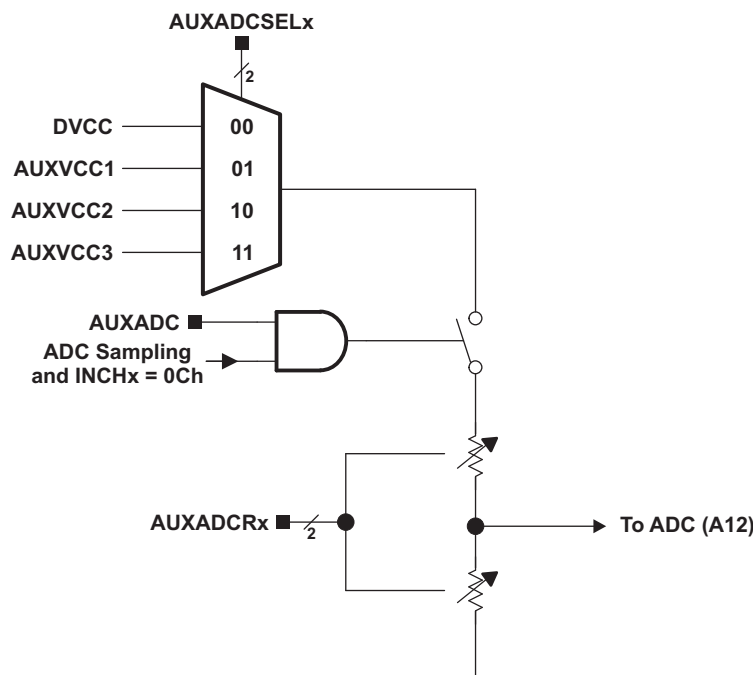 AUXADCSELx
2
DVCC
00
AUXVCC1
01
AUXVCC2
10
AUXVCC3
11
AUXADC
ADC Sampling
and INCHx = 0Ch
AUXADCRx
2
To ADC (A12)